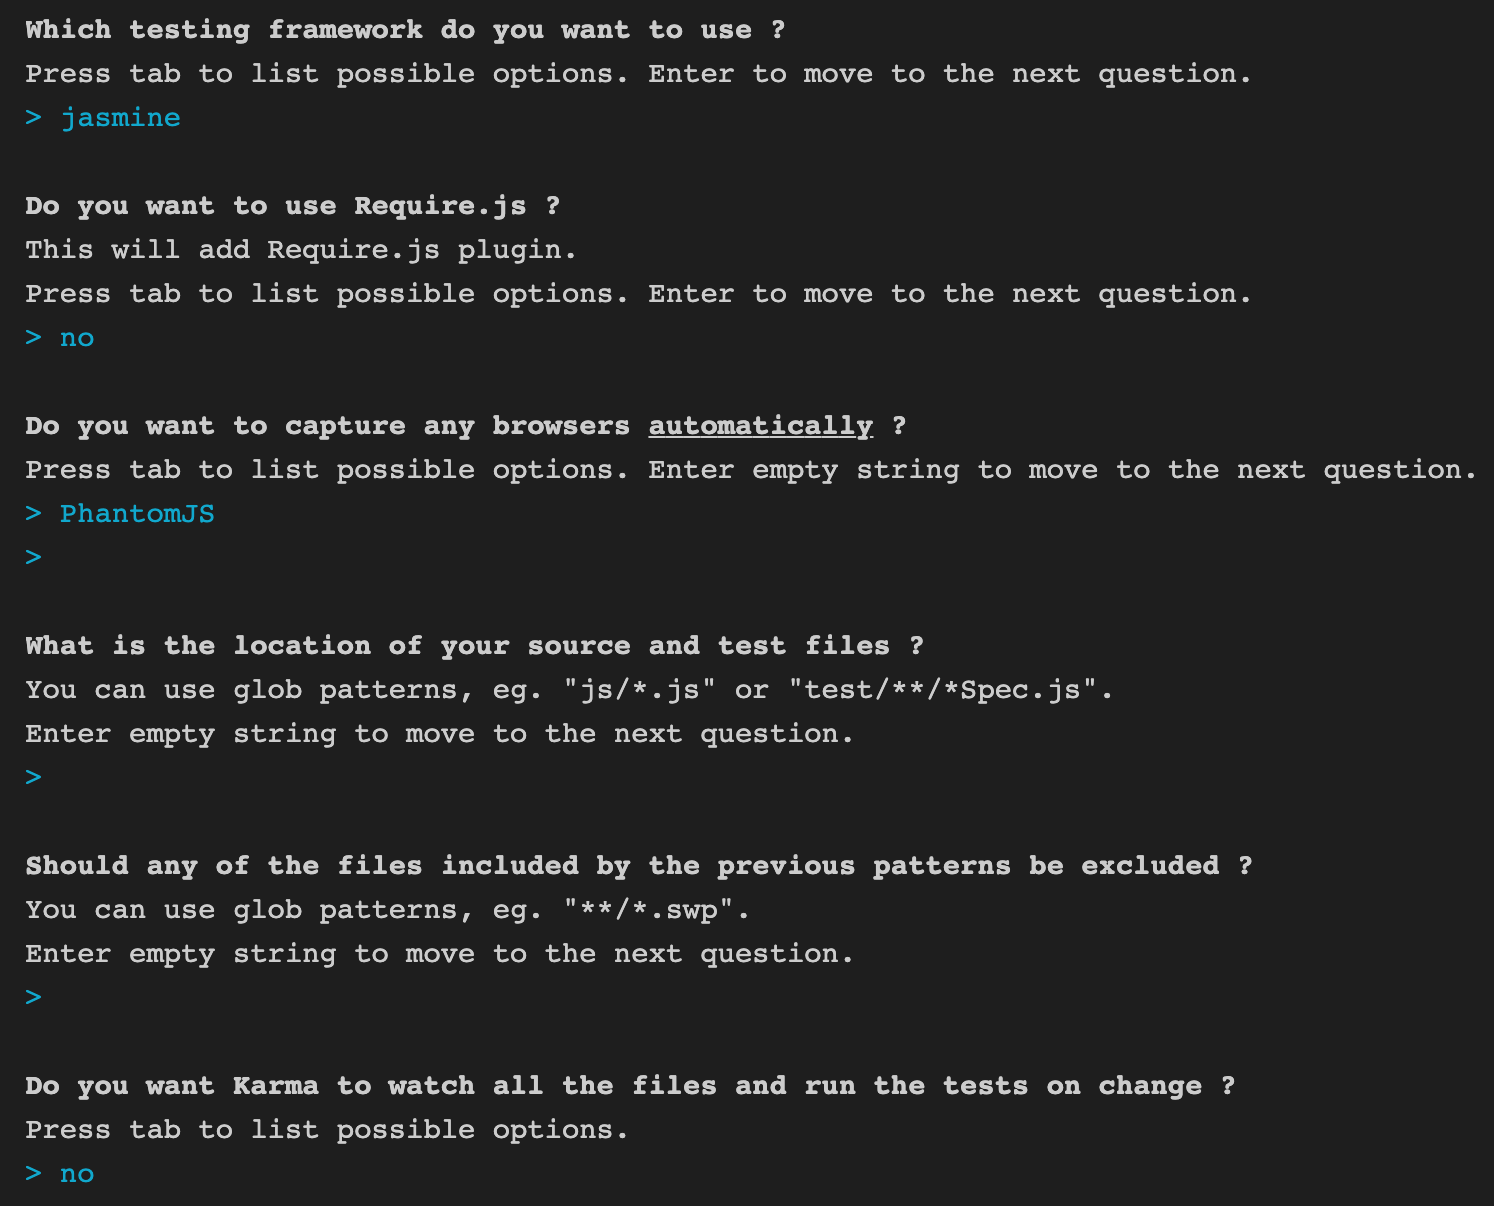 Which testing framework do you want to use ?
Press tab to list possible options. Enter to move to the next question.
> jasmine
Do you want to use Require.js ?
This will add Require.js plugin.
Press tab to list possible options. Enter to move to the next question.
> no
Do you want to capture any browsers automatically ?
Press tab to list possible options. Enter empty string to move to the next question.
> PhantomJS
>
What is the location of your source and test files ?
You can use glob patterns, eg. "js/*.js" or "test/**/*Spec.js".
Enter empty string to move to the next question.
>
Should any of the files included by the previous patterns be excluded ?
You can use glob patterns, eg. "**/*.swp".
Enter empty string to move to the next question.
>
Do you want Karma to watch all the files and run the tests on change ?
Press tab to list possible options.
> no